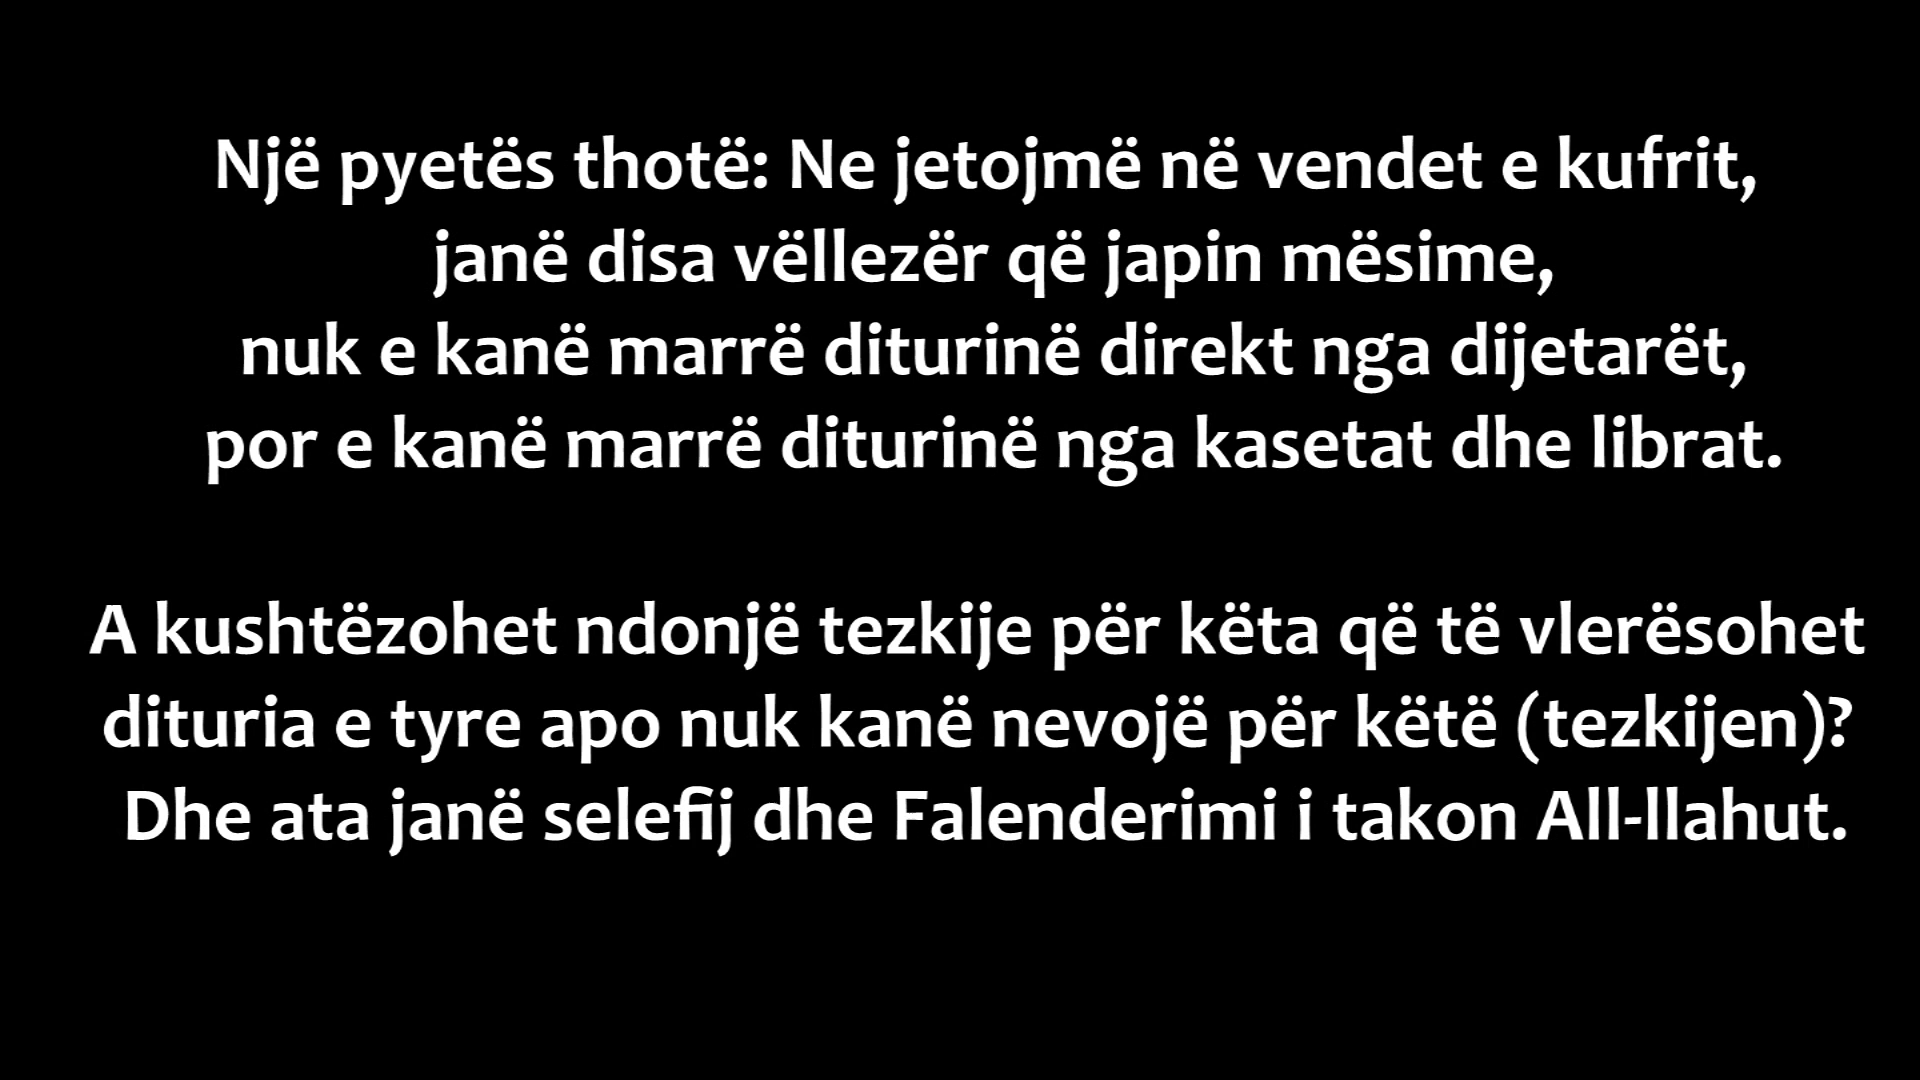 Një pyetës thotë: Ne jetojmë në vendet e kufrit,
janë disa vëllezër që japin mësime,
nuk e kanë marrë diturinë direkt nga dijetarët,
por e kanë marrë diturinë nga kasetat dhe librat.
A kushtëzohet ndonjë tezkije për këta që të vlerësohet
dituria e tyre apo nuk kanë nevojë për këtë (tezkijen)?
Dhe ata janë selefij dhe Falenderimi i takon All-llahut.